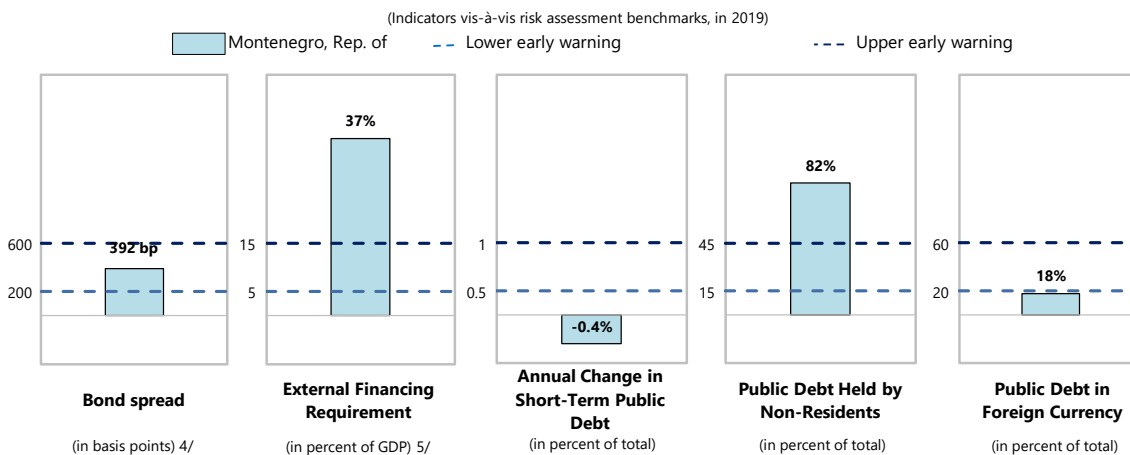 (Indicators vis-à-vis risk assessment benchmarks, in 2019)
Montenegro, Rep. of Lower early warning Upper early warning
37%
82%
600 392 bp 15 1 45 60
18%
200 5 0.5 15 20
-0.4%
Bond spread
External Financing
Requirement
Annual Change in
Short-Term Public
Debt
Public Debt Held by
Non-Residents
Public Debt in
Foreign Currency
(in basis points) 4/ (in percent of GDP) 5/ (in percent of total) (in percent of total) (in percent of total)